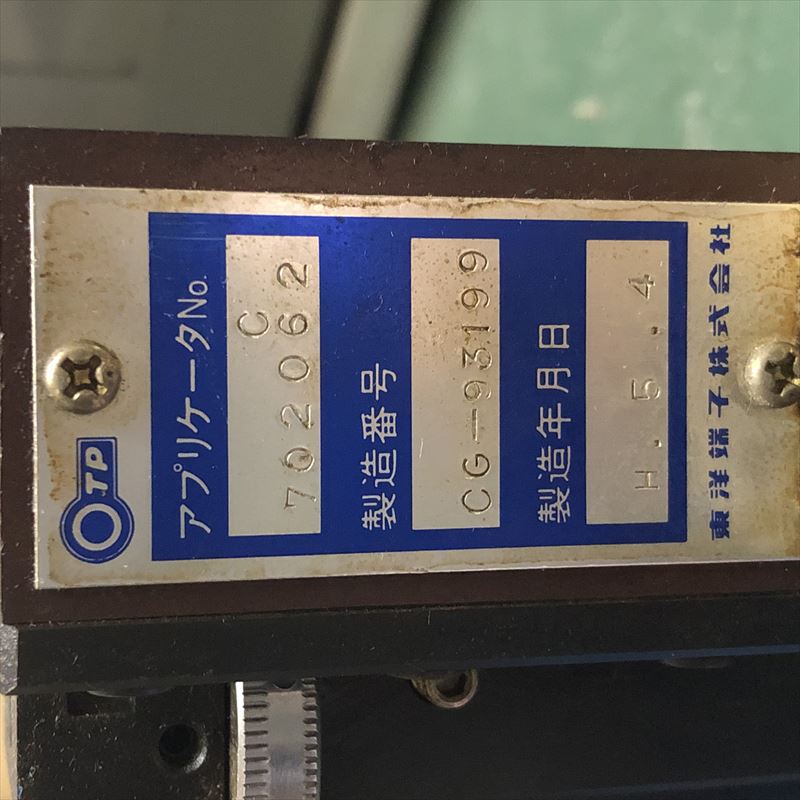 OTP
アプリケータNo.
C
702062
製造番号
CG-93199
製造年月日
H.5.4
東洋端子株式会社